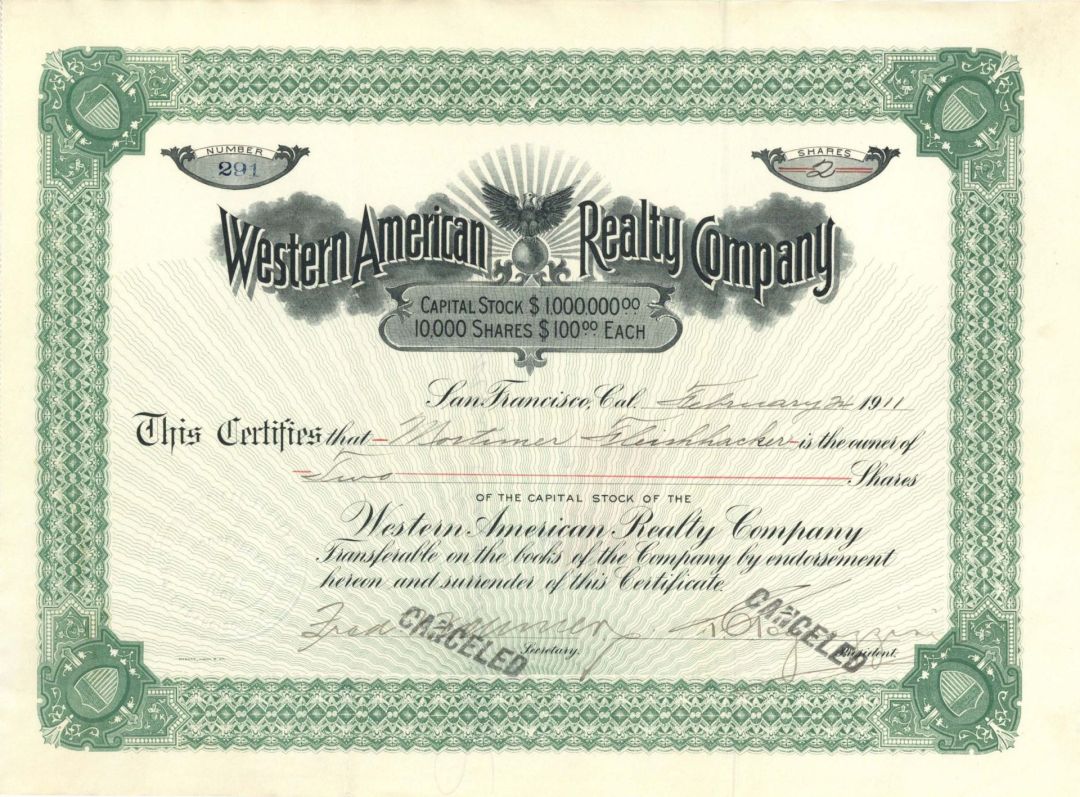 NUMBER
291
SHARES
2
Western American Realty Company
CAPITAL STOCK $1,000,000.00
10,000 SHARES $100.00 EACH
San Francisco, Cal. February 24 1911
This Certifies that Mortimer Fleishhacker is the owner of
Two Shares
OF THE CAPITAL STOCK OF THE
Western American Realty Company
Transferable on the books of the Company by endorsement
hereon and surrender of this Certificate.
Fred
CANCELED
CANCELED
Secretary.
President.